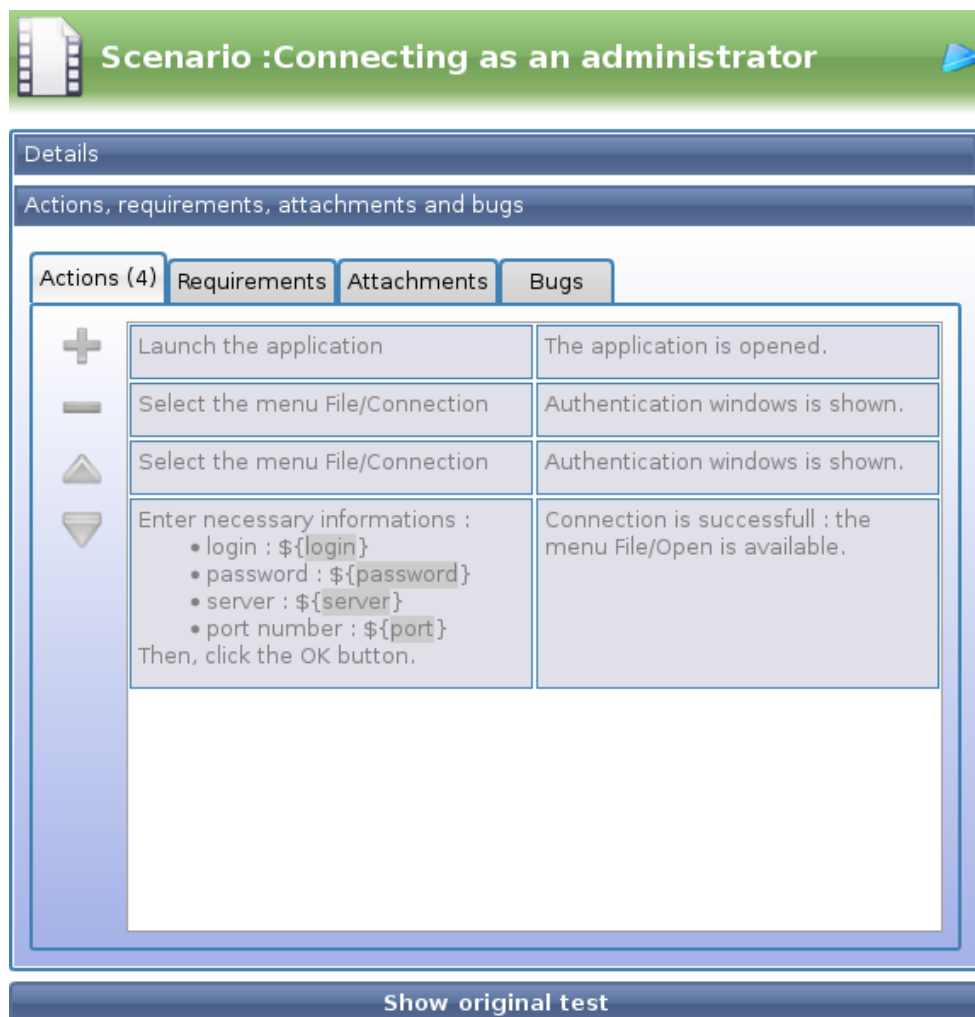 Scenario :Connecting as an administrator
Details
Actions, requirements, attachments and bugs
Actions (4)
Requirements
Attachments
Bugs
Launch the application
The application is opened.
Select the menu File/Connection
Authentication windows is shown.
Select the menu File/Connection
Authentication windows is shown.
Enter necessary informations :
• login : ${login}
• password : ${password}
• server : ${server}
• port number : ${port}
Then, click the OK button.
Connection is successfull : the
menu File/Open is available.
Show original test